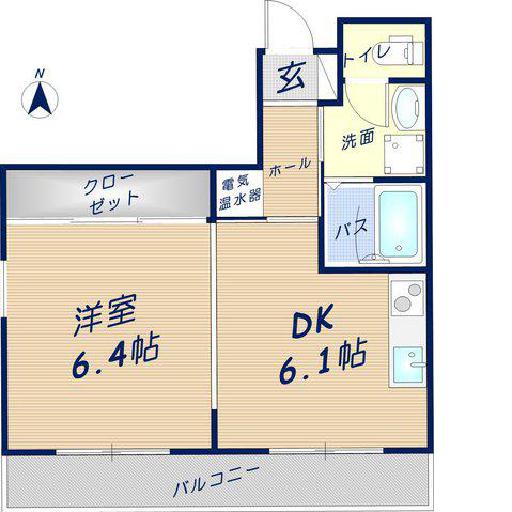 N
玄
トイレ
洗面
ホール
電気
温水器
クロー
ゼット
バス
洋室
6.4帖
DK
6.1帖
バルコニー